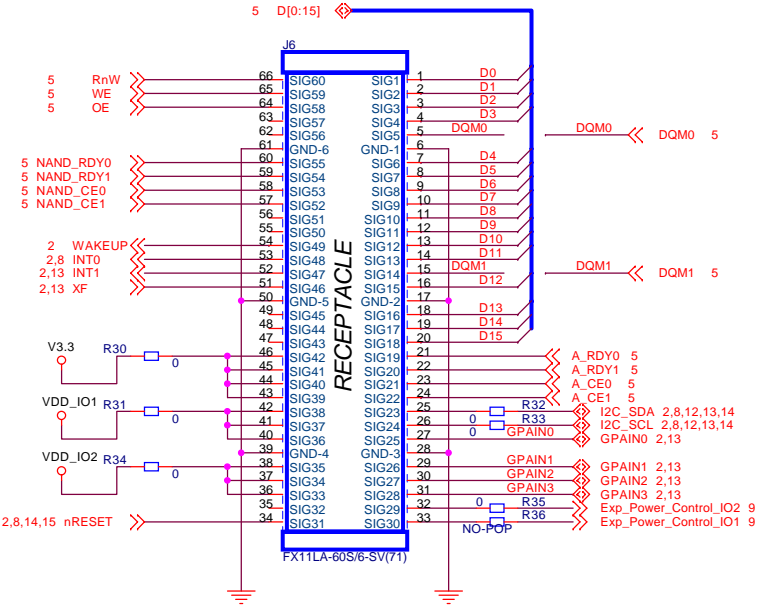 5 D[0:15]
J6
66 SIG60 SIG1 1 D0
5 RnW
65 SIG59 SIG2 2 D1
5 WE
64 SIG58 SIG3 3 D2
5 OE
63 SIG57 SIG4 4 D3
62 SIG56 SIG5 5 DQM0 DQM0 DQM0 5
61 GND-6 GND-1 6
5 NAND_RDY0 60 SIG55 SIG6 7 D4
5 NAND_RDY1 59 SIG54 SIG7 8 D5
5 NAND_CE0 58 SIG53 SIG8 9 D6
5 NAND_CE1 57 SIG52 SIG9 10 D7
56 SIG51 SIG10 11 D8
55 SIG50 SIG11 12 D9
2 WAKEUP 54 SIG49 SIG12 13 D10
2,8 INT0 53 SIG48 SIG13 14 D11
2,13 INT1 52 SIG47 SIG14 15 DQM1 DQM1 DQM1 5
2,13 XF 51 SIG46 SIG15 16 D12
50 GND-5 GND-2 17
49 SIG45 SIG16 18 D13
48 SIG44 SIG17 19 D14
47 SIG43 SIG18 20 D15
RECEPTACLE
V3.3 R30 0 46 SIG42 SIG19 21 A_RDY0 5
45 SIG41 SIG20 22 A_RDY1 5
44 SIG40 SIG21 23 A_CE0 5
43 SIG39 SIG22 24 A_CE1 5
VDD_IO1 R31 0 42 SIG38 SIG23 25 R32 0 I2C_SDA 2,8,12,13,14
41 SIG37 SIG24 26 R33 0 I2C_SCL 2,8,12,13,14
40 SIG36 SIG25 27 GPAIN0 GPAIN0 2,13
39 GND-4 GND-3 28
VDD_IO2 R34 0 38 SIG35 SIG26 29 GPAIN1 GPAIN1 2,13
37 SIG34 SIG27 30 GPAIN2 GPAIN2 2,13
36 SIG33 SIG28 31 GPAIN3 GPAIN3 2,13
35 SIG32 SIG29 32 0 R35 Exp_Power_Control_IO2 9
2,8,14,15 nRESET 34 SIG31 SIG30 33 R36 Exp_Power_Control_IO1 9
NO-POP
FX11LA-60S/6-SV(71)